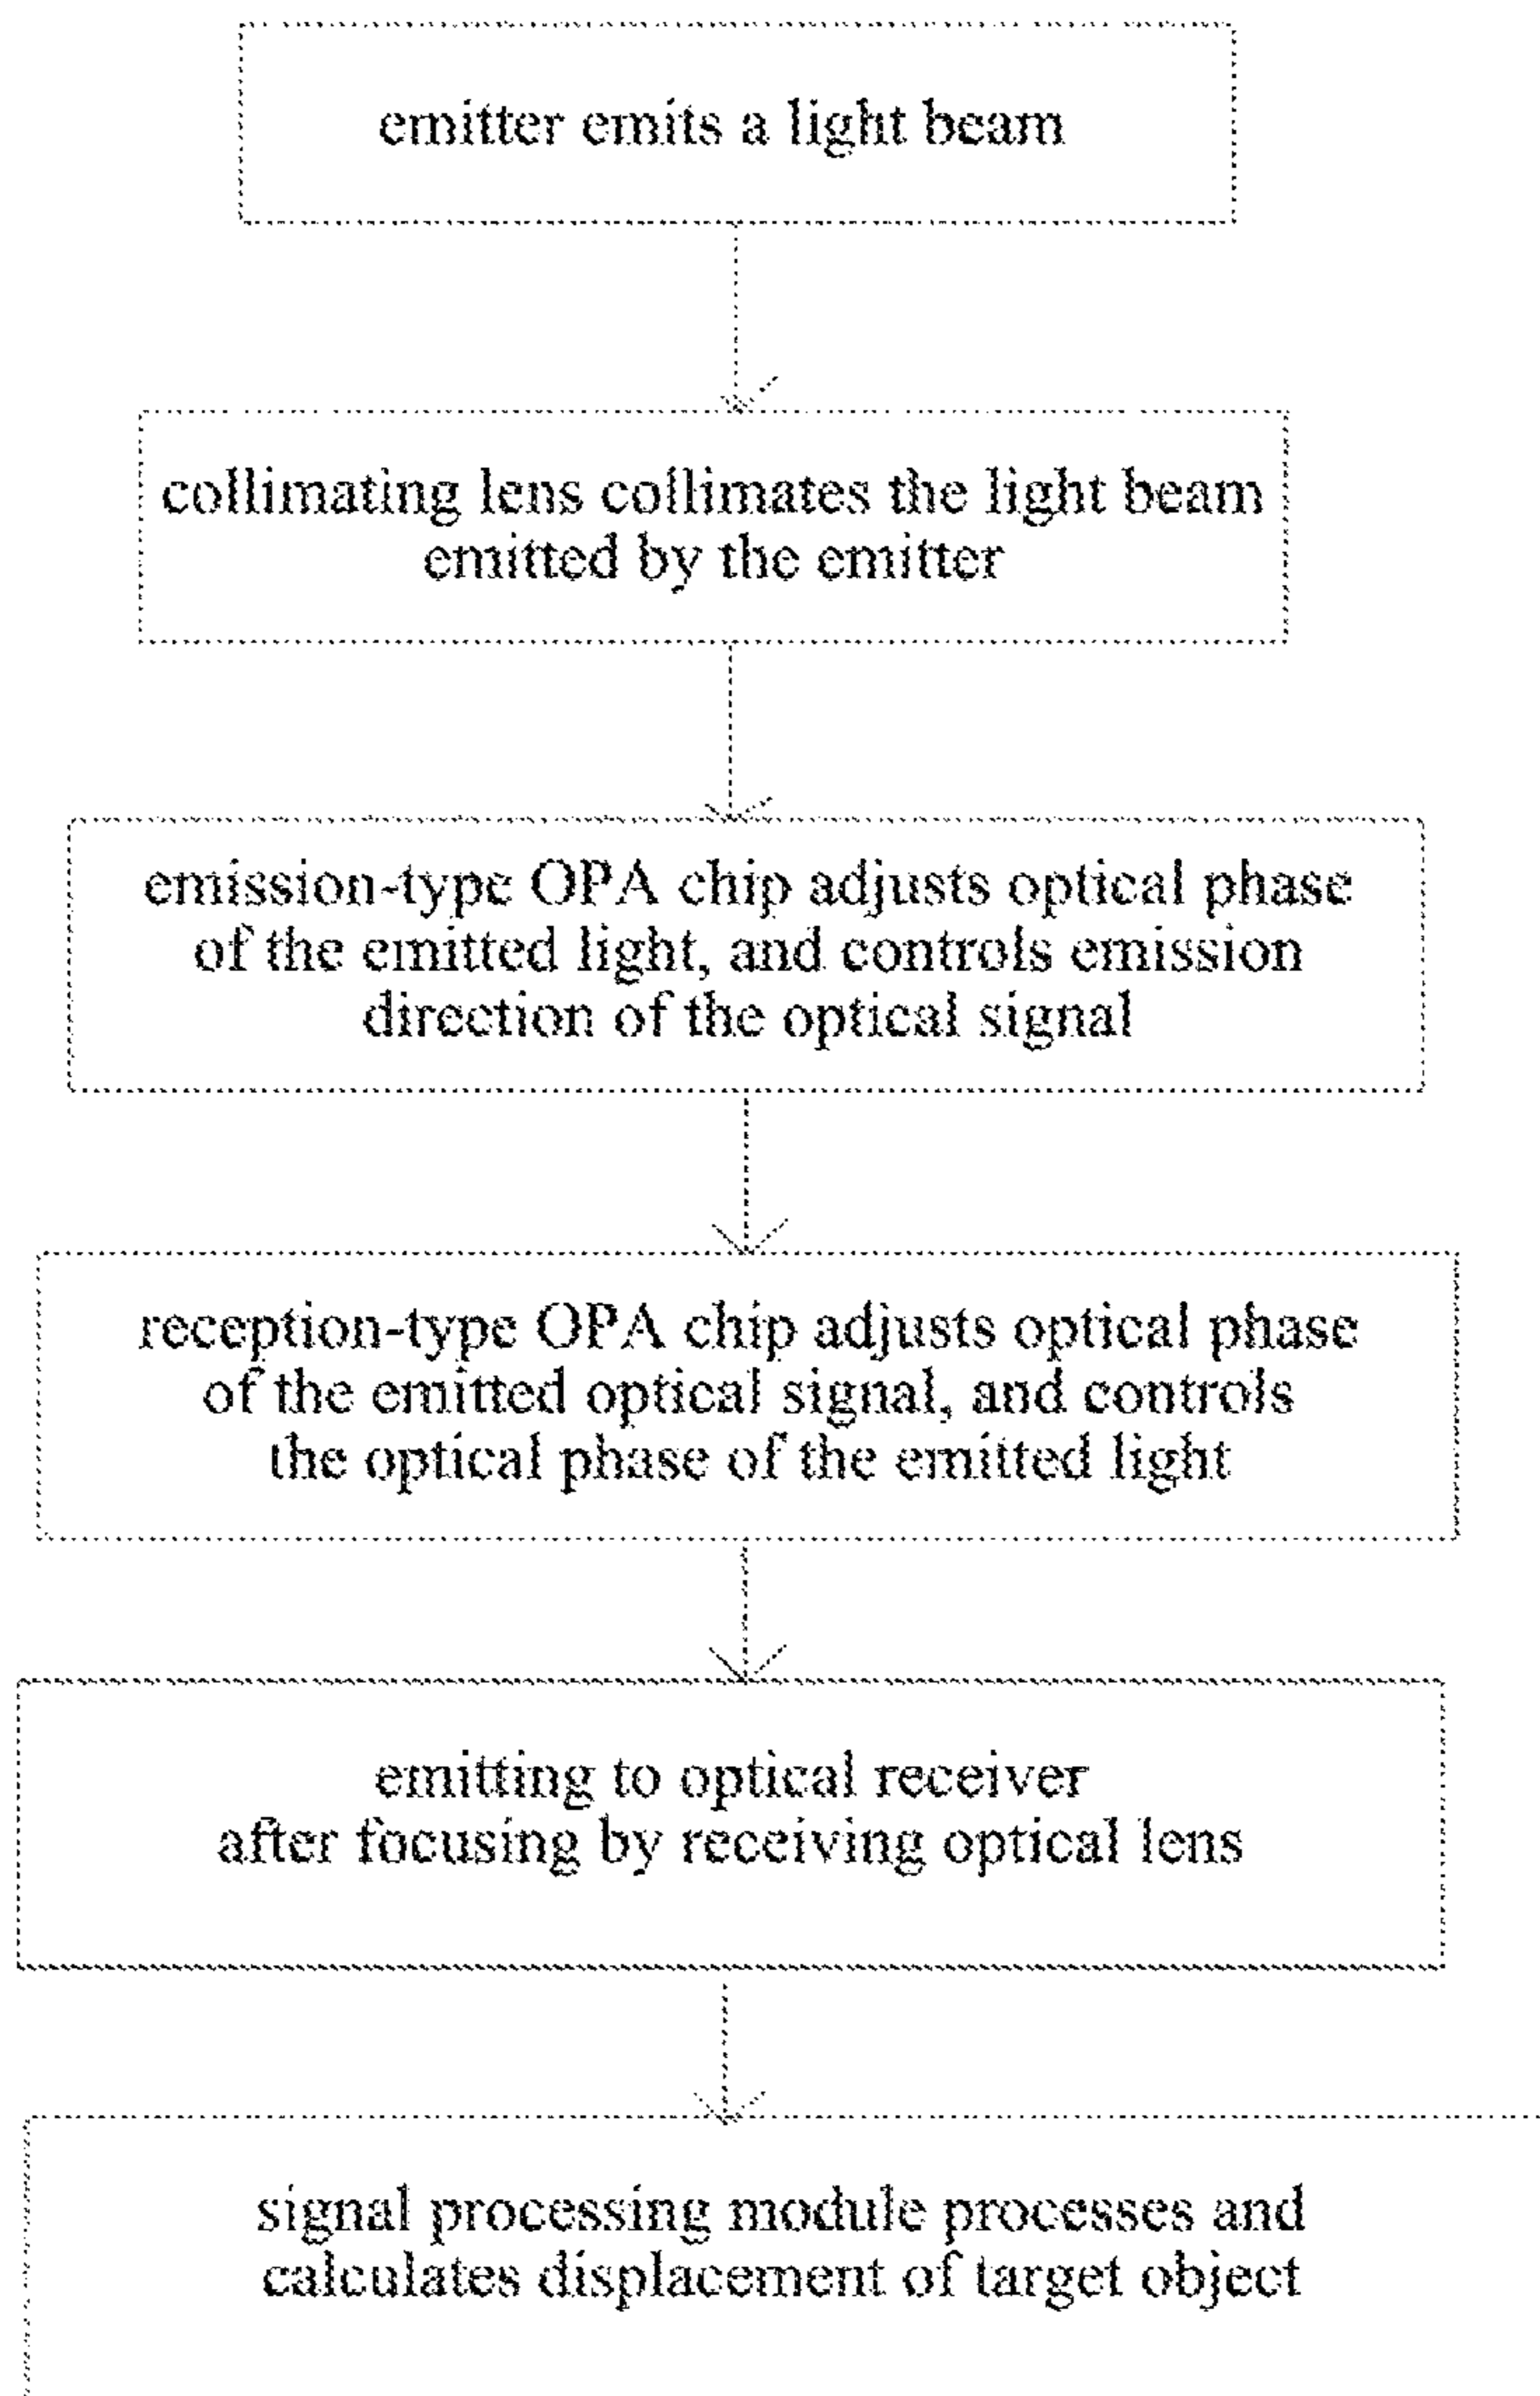 emitter emits a light beam
collimating lens collimates the light beam
emitted by the emitter
emission-type OPA chip adjusts optical phase
of the emitted light, and controls emission
direction of the optical signal
reception-type OPA chip adjusts optical phase
of the emitted optical signal, and controls
the optical phase of the emitted light
emitting to optical receiver
after focusing by receiving optical lens
signal processing module processes and
calculates displacement of target object